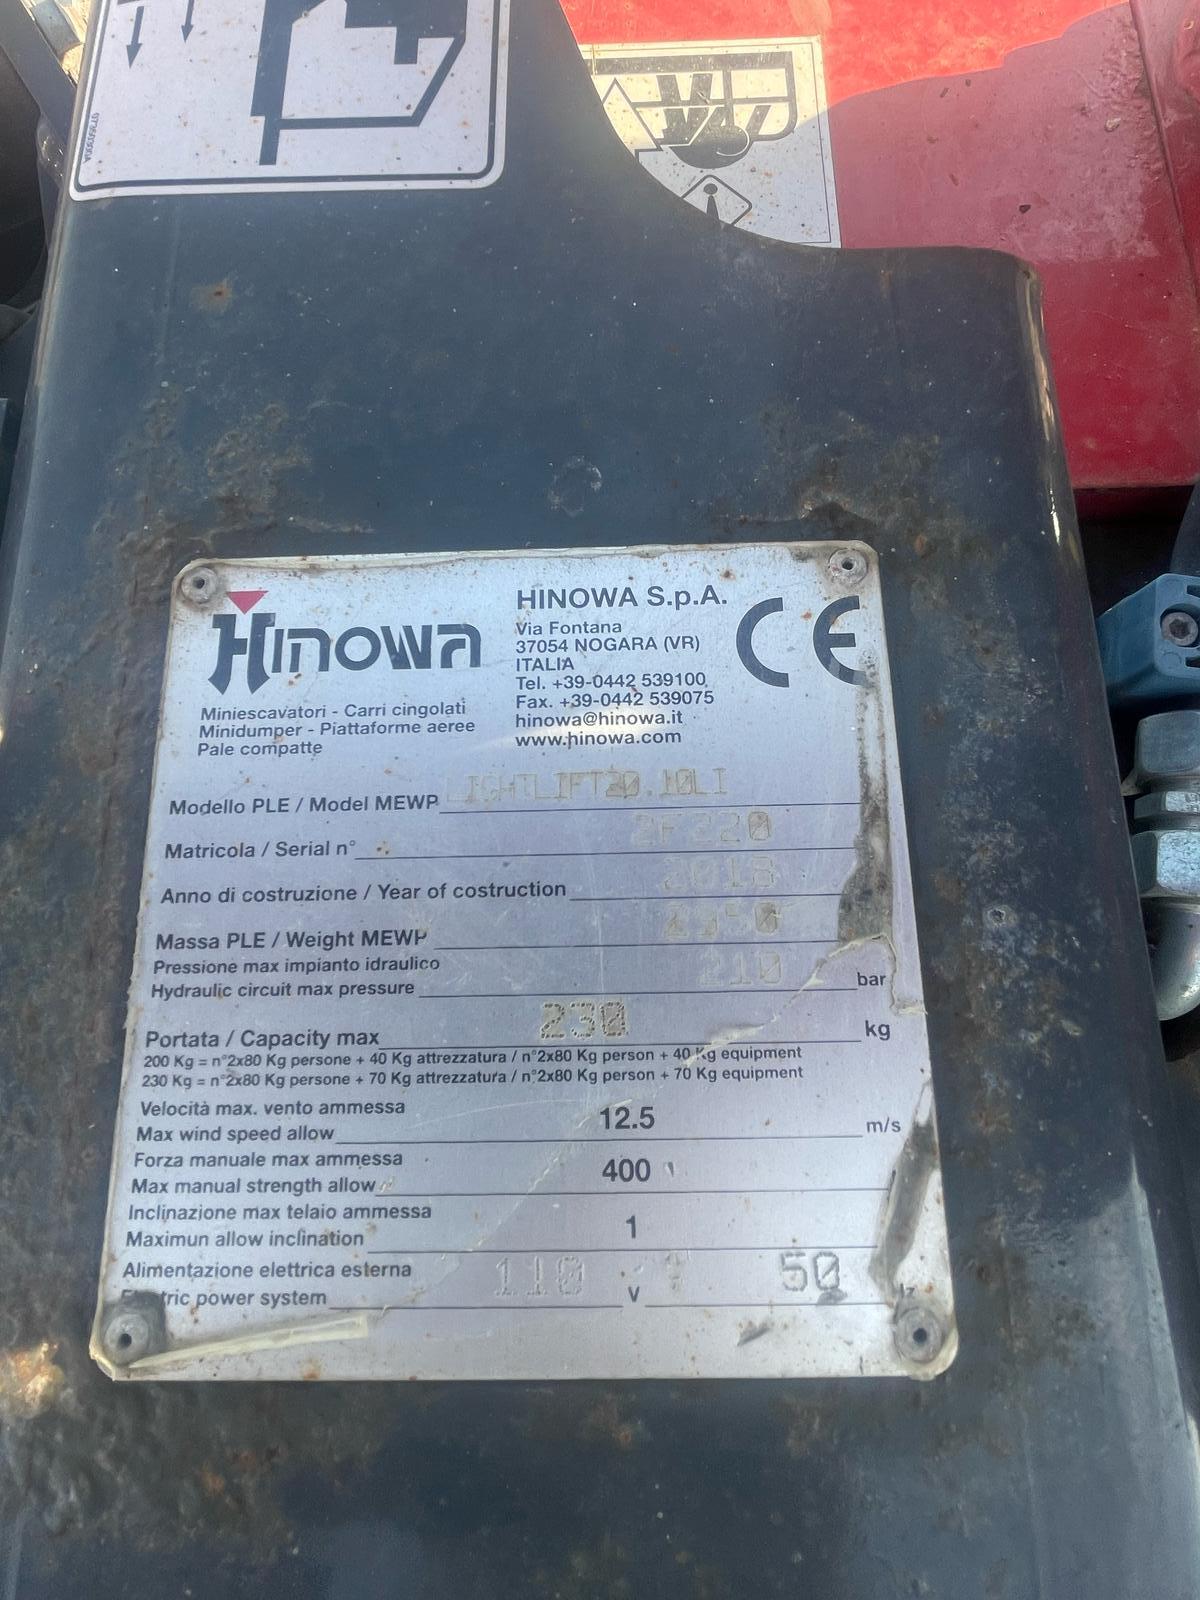 HINOWA
HINOWA S.p.A.
Via Fontana
37054 NOGARA (VR)
ITALIA
Tel. +39-0442 539100
Fax. +39-0442 539075
hinowa@hinowa.it
www.hinowa.com
CE
Miniescavatori - Carri cingolati
Minidumper - Piattaforme aeree
Pale compatte
Modello PLE / Model MEWP LIGHTLIFT20.10LI
Matricola / Serial n° 2F220
Anno di costruzione / Year of costruction 2018
Massa PLE / Weight MEWP
Pressione max impianto idraulico
Hydraulic circuit max pressure 210 bar
Portata / Capacity max 230 kg
200 Kg = n°2x80 Kg persone + 40 Kg attrezzatura / n°2x80 Kg person + 40 Kg equipment
230 Kg = n°2x80 Kg persone + 70 Kg attrezzatura / n°2x80 Kg person + 70 Kg equipment
Velocità max. vento ammessa
Max wind speed allow 12.5 m/s
Forza manuale max ammessa
Max manual strength allow 400
Inclinazione max telaio ammessa
Maximun allow inclination 1
Alimentazione elettrica esterna
Electric power system 110 V 50